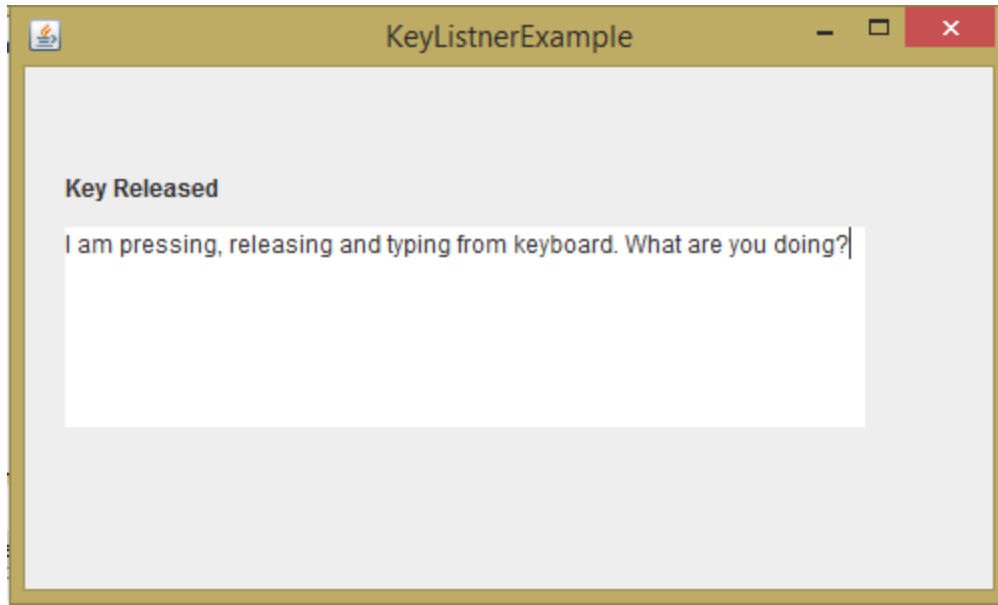 KeyListnerExample
Key Released
I am pressing, releasing and typing from keyboard. What are you doing?